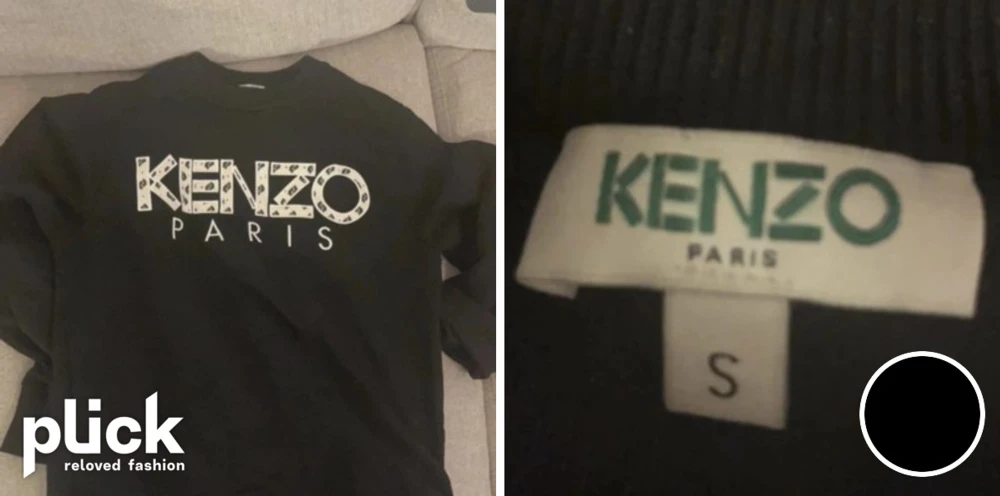 KENZO
PARIS
plick
reloved fashion
KENZO
PARIS
S